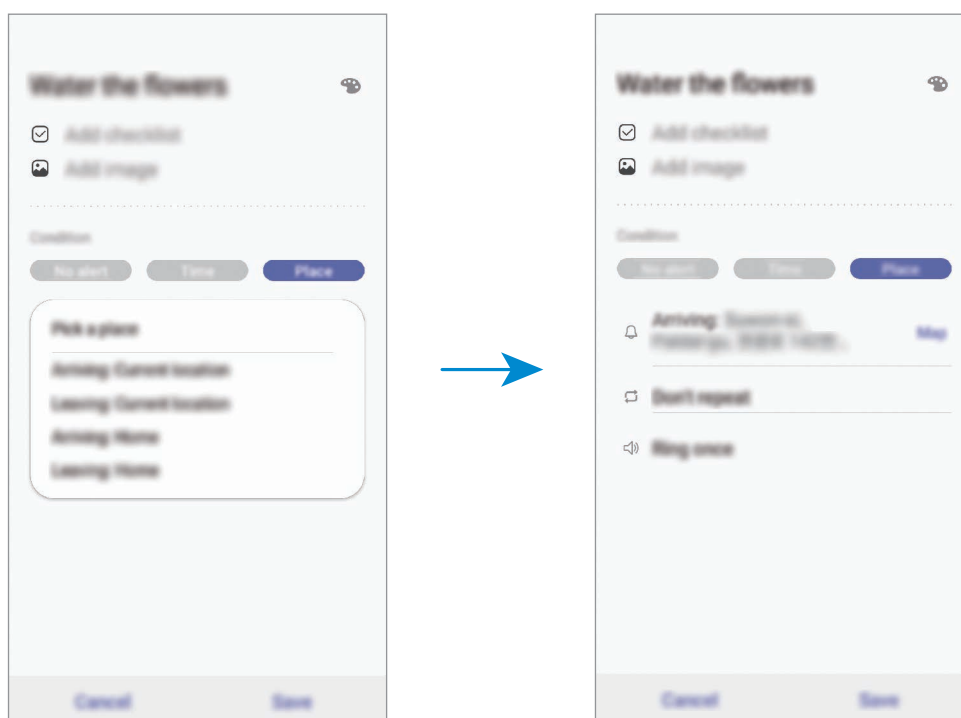 Water the flowers
Add checklist
Add image
Condition
No alert Time Place
Pick a place
Arriving: Current location
Leaving: Current location
Arriving: Home
Leaving: Home
Cancel Save
Water the flowers
Add checklist
Add image
Condition
No alert Time Place
Arriving:
Map
Don't repeat
Ring once
Cancel Save